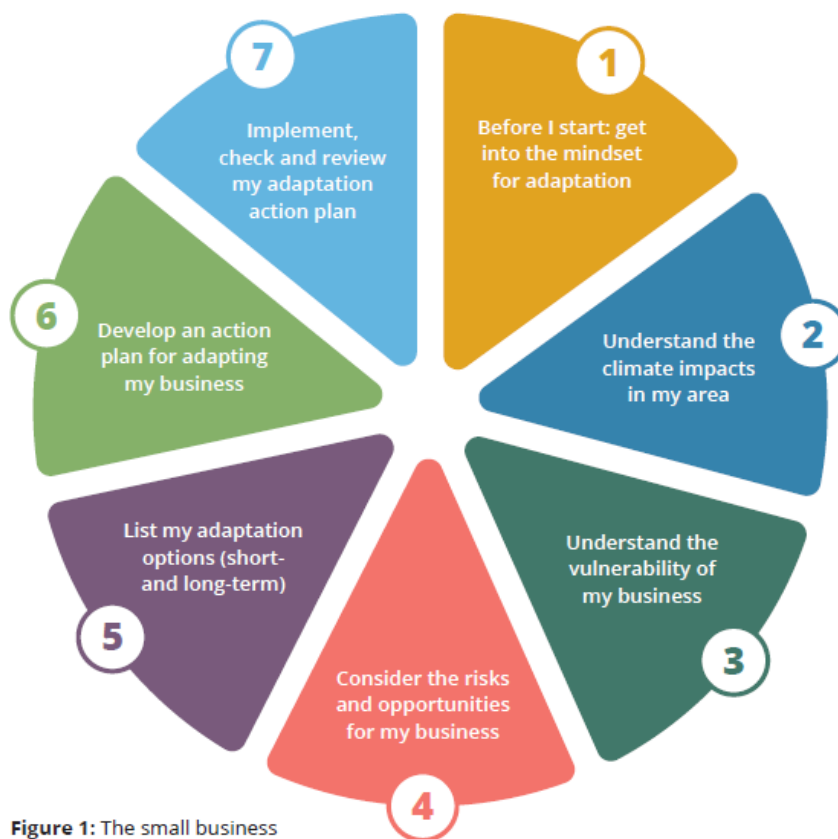 1
Before I start: get
into the mindset
for adaptation
2
Understand the
climate impacts
in my area
3
Understand the
vulnerability of
my business
4
Consider the risks
and opportunities
for my business
5
List my adaptation
options (short-
and long-term)
6
Develop an action
plan for adapting
my business
7
Implement,
check and review
my adaptation
action plan
Figure 1: The small business